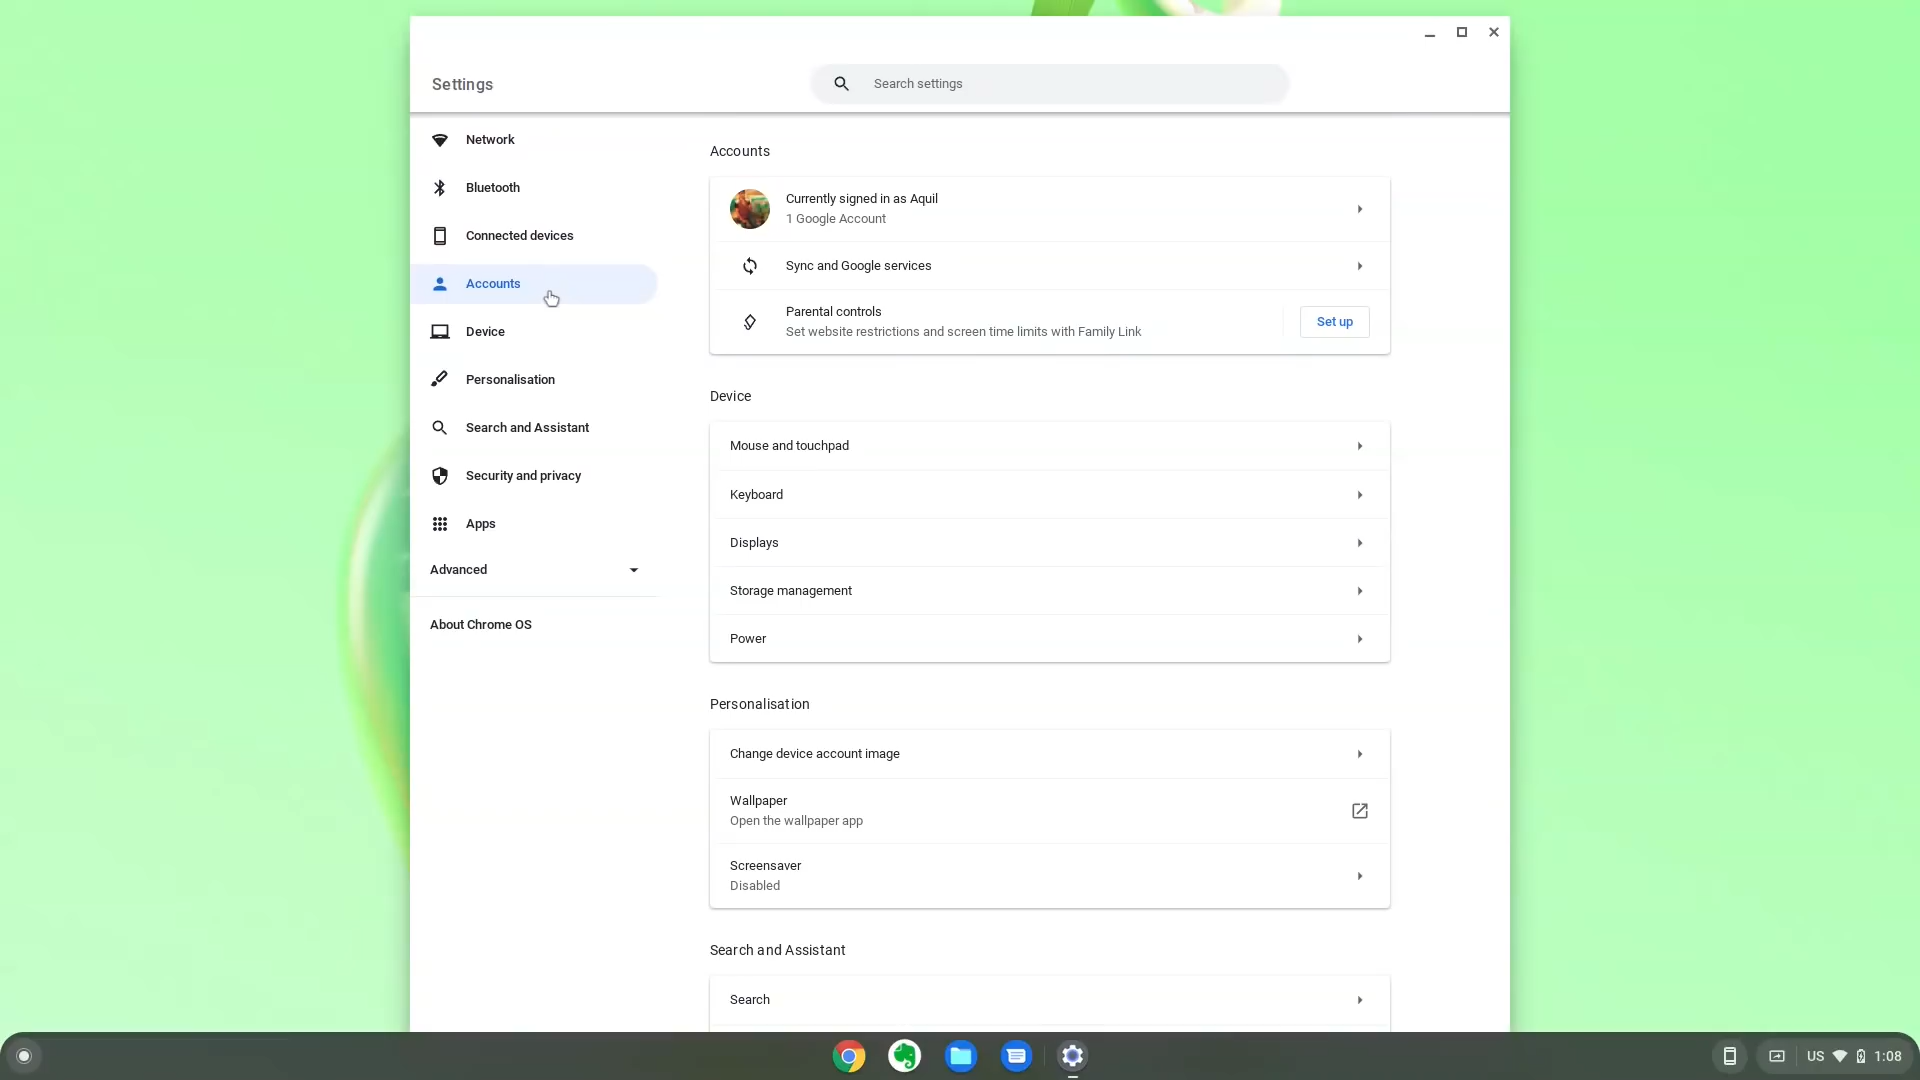 Settings
Search settings
Network
Bluetooth
Connected devices
Accounts
Device
Personalisation
Search and Assistant
Security and privacy
Apps
Advanced
About Chrome OS
Accounts
Currently signed in as Aquil
1 Google Account
Sync and Google services
Parental controls
Set website restrictions and screen time limits with Family Link
Set up
Device
Mouse and touchpad
Keyboard
Displays
Storage management
Power
Personalisation
Change device account image
Wallpaper
Open the wallpaper app
Screensaver
Disabled
Search and Assistant
Search
US 1:08